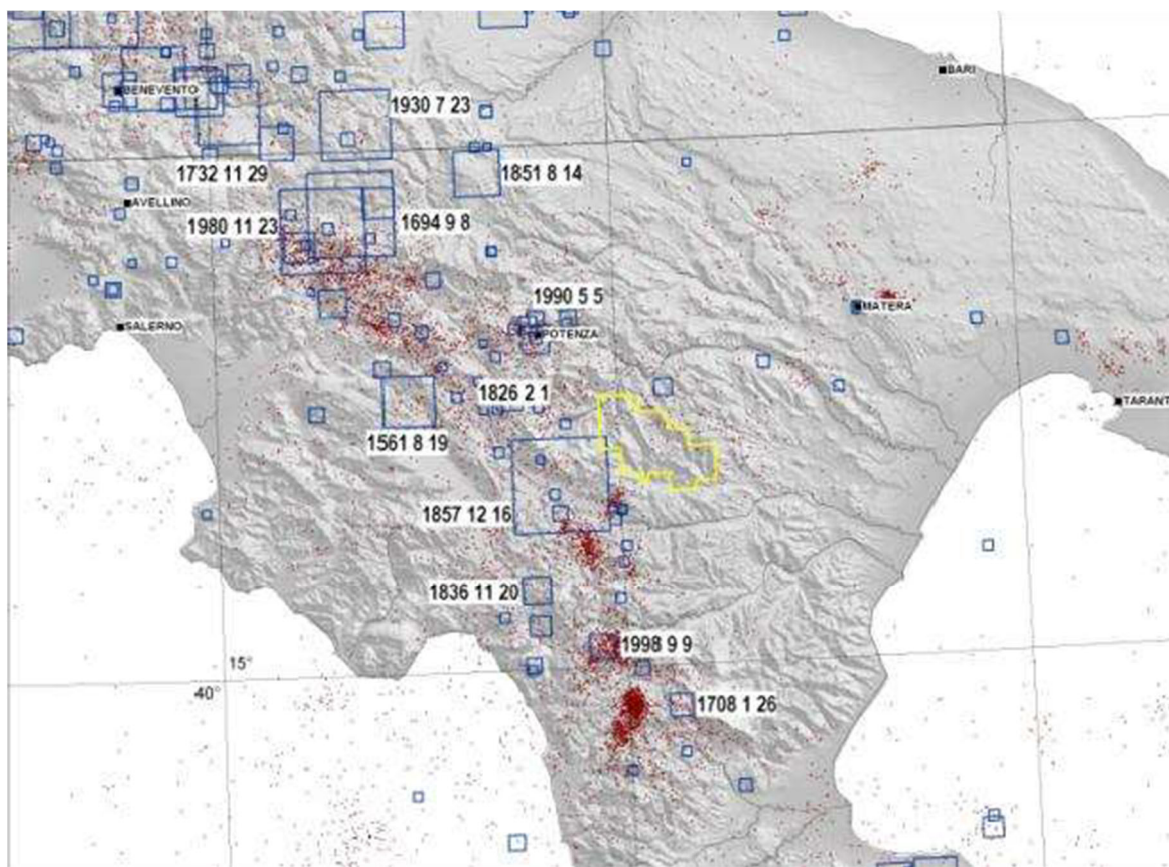 BARI
BENEVENTO
1930 7 23
1732 11 29
1851 8 14
AVELLINO
1980 11 23
1694 9 8
1990 5 5
MATERA
SALERNO
POTENZA
1826 2 1
TARANT
1561 8 19
1857 12 16
1836 11 20
1998 9 9
15°
40°
1708 1 26